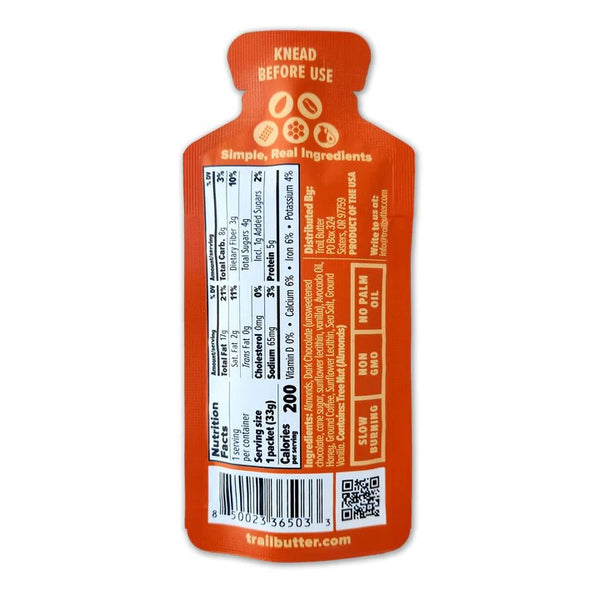 KNEAD
BEFORE USE
Simple, Real Ingredients
Nutrition
Facts
1 serving
per container
Serving size
1 packet (33g)
Calories 200
per serving
Amount/serving % DV
Total Fat 17g 21%
Sat. Fat 2g 11%
Trans Fat 0g
Cholesterol 0mg 0%
Sodium 65mg 3%
Amount/serving % DV
Total Carb. 8g 3%
Dietary Fiber 3g 10%
Total Sugars 4g
Incl. 1g Added Sugars 2%
Protein 5g
Vitamin D 0% • Calcium 6% • Iron 6% • Potassium 4%
Ingredients: Almonds, Dark Chocolate (unsweetened
chocolate, cane sugar, sunflower lecithin, vanilla), Avocado Oil,
Honey, Ground Coffee, Sunflower Lecithin, Sea Salt, Ground
Vanilla. Contains: Tree Nut (Almonds)
Distributed By:
Trail Butter
PO Box 324
Sisters, OR 97759
PRODUCT OF THE USA
Write to us at:
info@trailbutter.com
SLOW
BURNING
NON
GMO
NO PALM
OIL
8 50023 36503 3
trailbutter.com